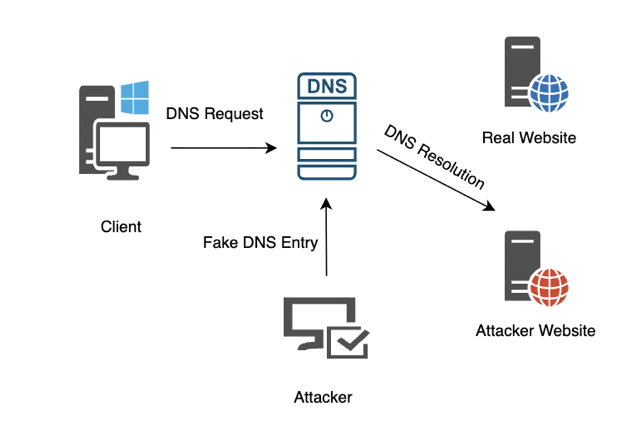 DNS
DNS Request
DNS Resolution
Real Website
Client
Fake DNS Entry
Attacker Website
Attacker